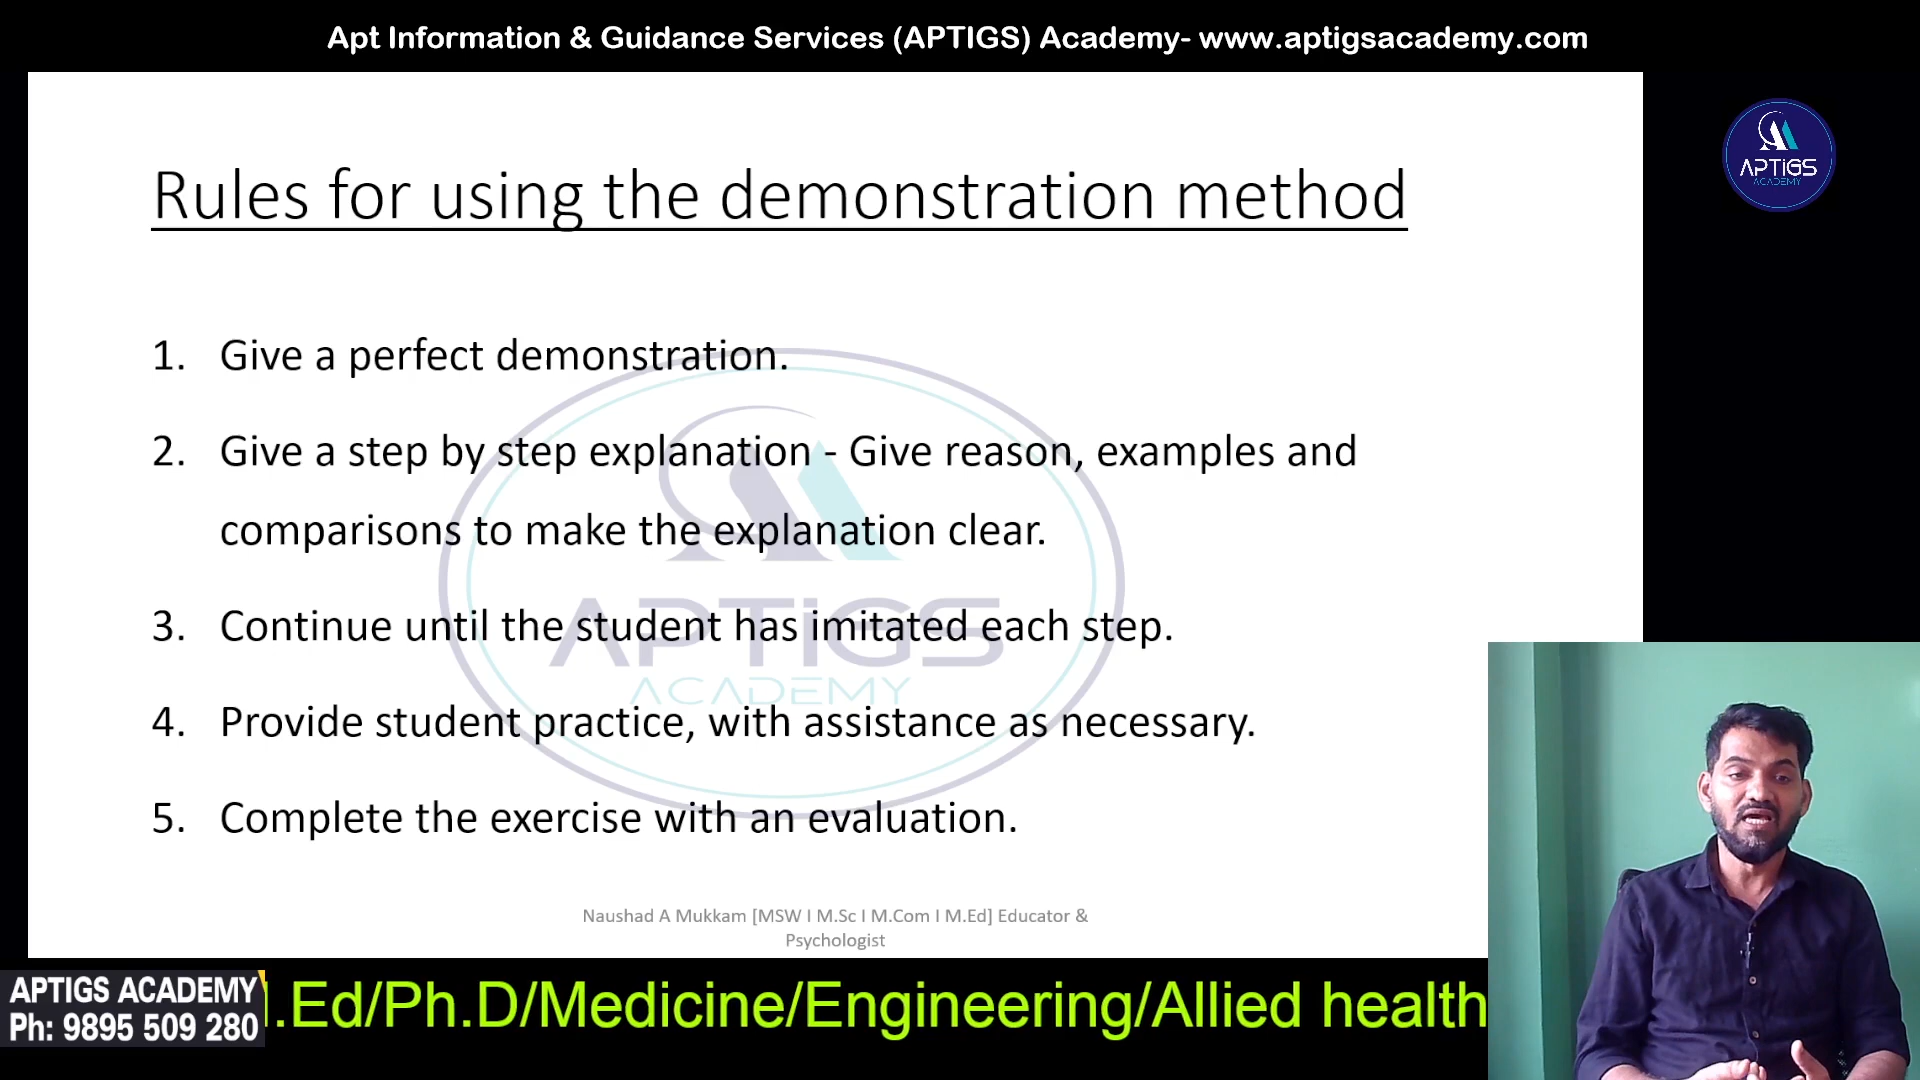 Apt Information & Guidance Services (APTIGS) Academy- www.aptigsacademy.com
APTiGS
ACADEMY
Rules for using the demonstration method
1. Give a perfect demonstration.
2. Give a step by step explanation - Give reason, examples and
comparisons to make the explanation clear.
3. Continue until the student has imitated each step.
4. Provide student practice, with assistance as necessary.
5. Complete the exercise with an evaluation.
APTiGS
ACADEMY
Naushad A Mukkam [MSW I M.Sc I M.Com I M.Ed] Educator &
Psychologist
APTIGS ACADEMY
Ph: 9895 509 280
.Ed/Ph.D/Medicine/Engineering/Allied health